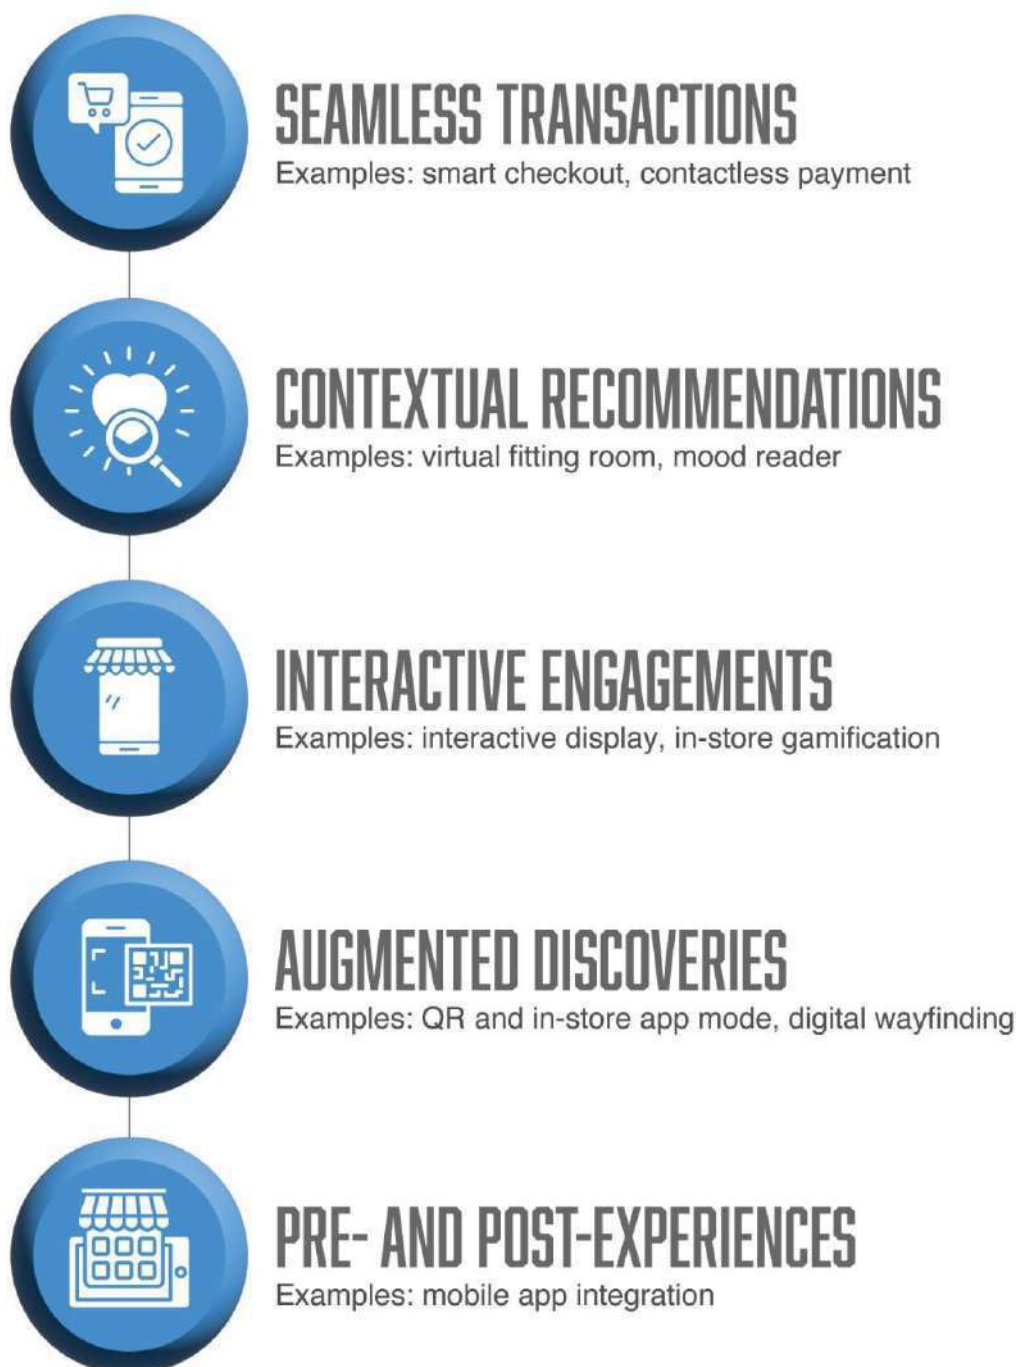 SEAMLESS TRANSACTIONS
Examples: smart checkout, contactless payment
CONTEXTUAL RECOMMENDATIONS
Examples: virtual fitting room, mood reader
INTERACTIVE ENGAGEMENTS
Examples: interactive display, in-store gamification
AUGMENTED DISCOVERIES
Examples: QR and in-store app mode, digital wayfinding
PRE- AND POST-EXPERIENCES
Examples: mobile app integration